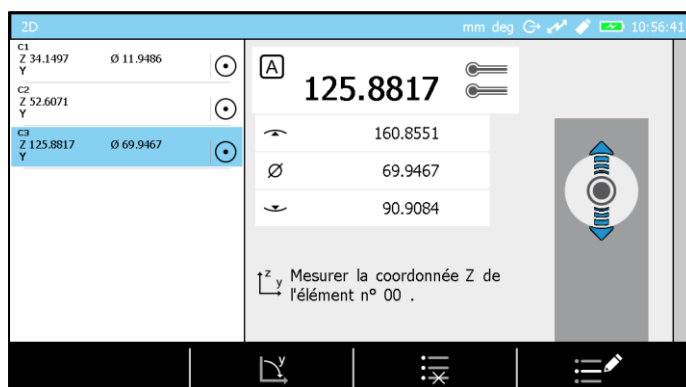 2D
mm deg 10:56:41
C1
Z 34.1497 Ø 11.9486
Y
C2
Z 52.6071
Y
C3
Z 125.8817 Ø 69.9467
Y
A
125.8817
160.8551
Ø 69.9467
90.9084
z y Mesurer la coordonnée Z de
l'élément n° 00 .
y